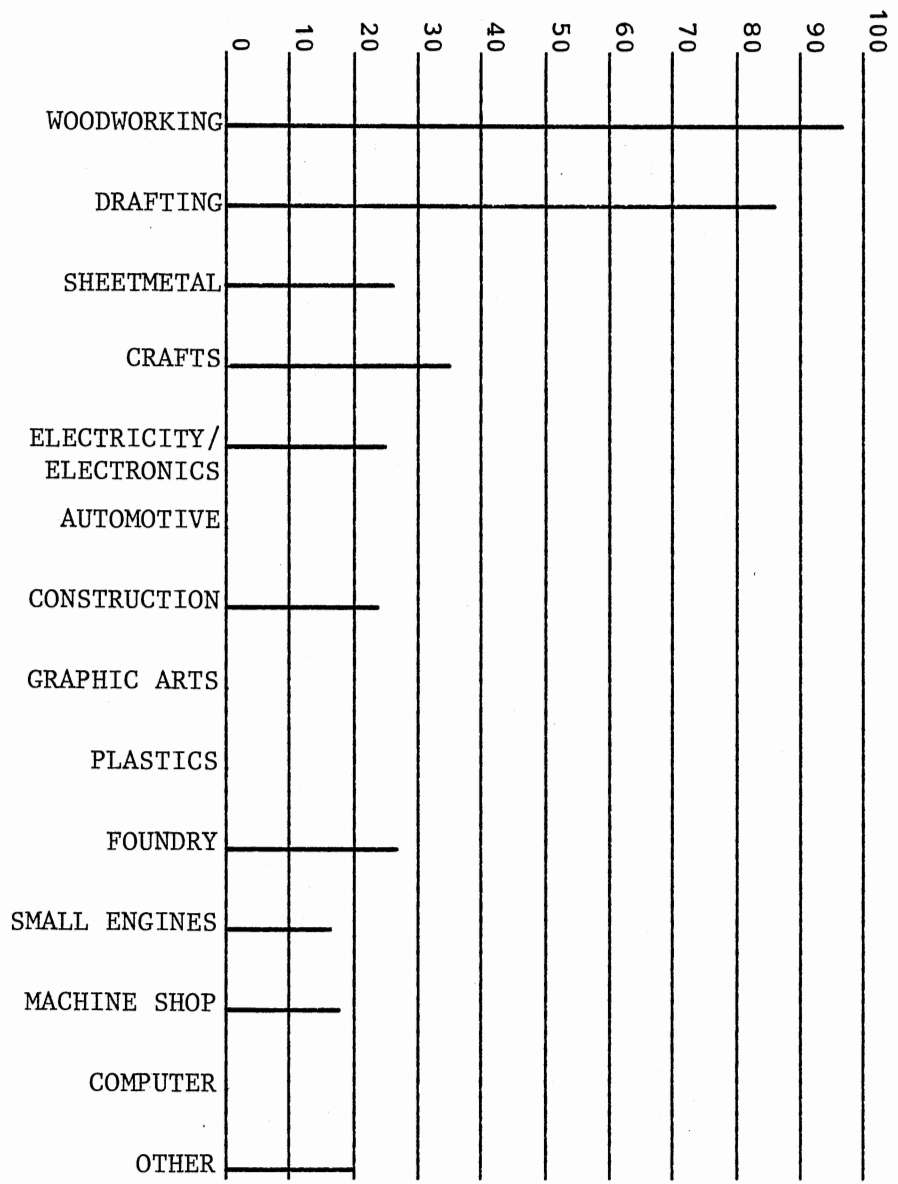 0 10 20 30 40 50 60 70 80 90 100
WOODWORKING
DRAFTING
SHEETMETAL
CRAFTS
ELECTRICITY/
ELECTRONICS
AUTOMOTIVE
CONSTRUCTION
GRAPHIC ARTS
PLASTICS
FOUNDRY
SMALL ENGINES
MACHINE SHOP
COMPUTER
OTHER